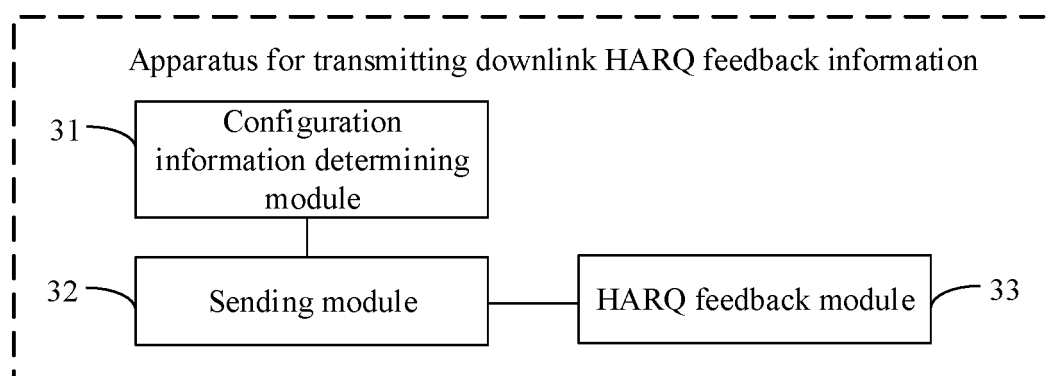 Apparatus for transmitting downlink HARQ feedback information
31
Configuration
information determining
module
32
Sending module
HARQ feedback module
33